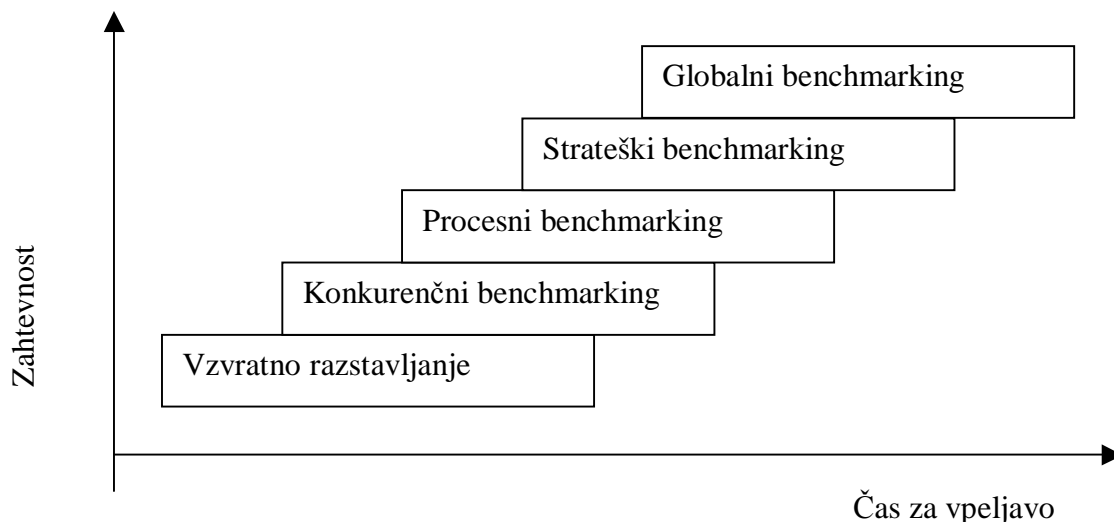 Globalni benchmarking
Strateški benchmarking
Procesni benchmarking
Konkurenčni benchmarking
Vzvratno razstavljanje
Zahtevnost
Čas za vpeljavo